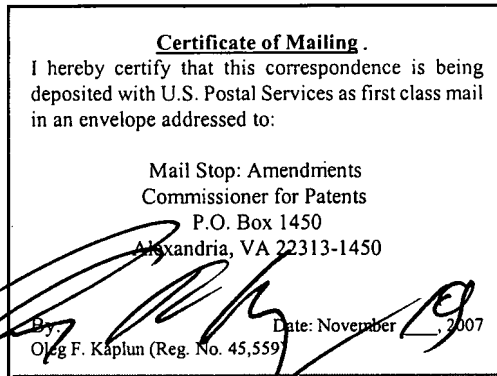 Certificate of Mailing.
I hereby certify that this correspondence is being
deposited with U.S. Postal Services as first class mail
in an envelope addressed to:
Mail Stop: Amendments
Commissioner for Patents
P.O. Box 1450
Alexandria, VA 22313-1450
By: Date: November 19, 2007
Oleg F. Kaplun (Reg. No. 45,559)